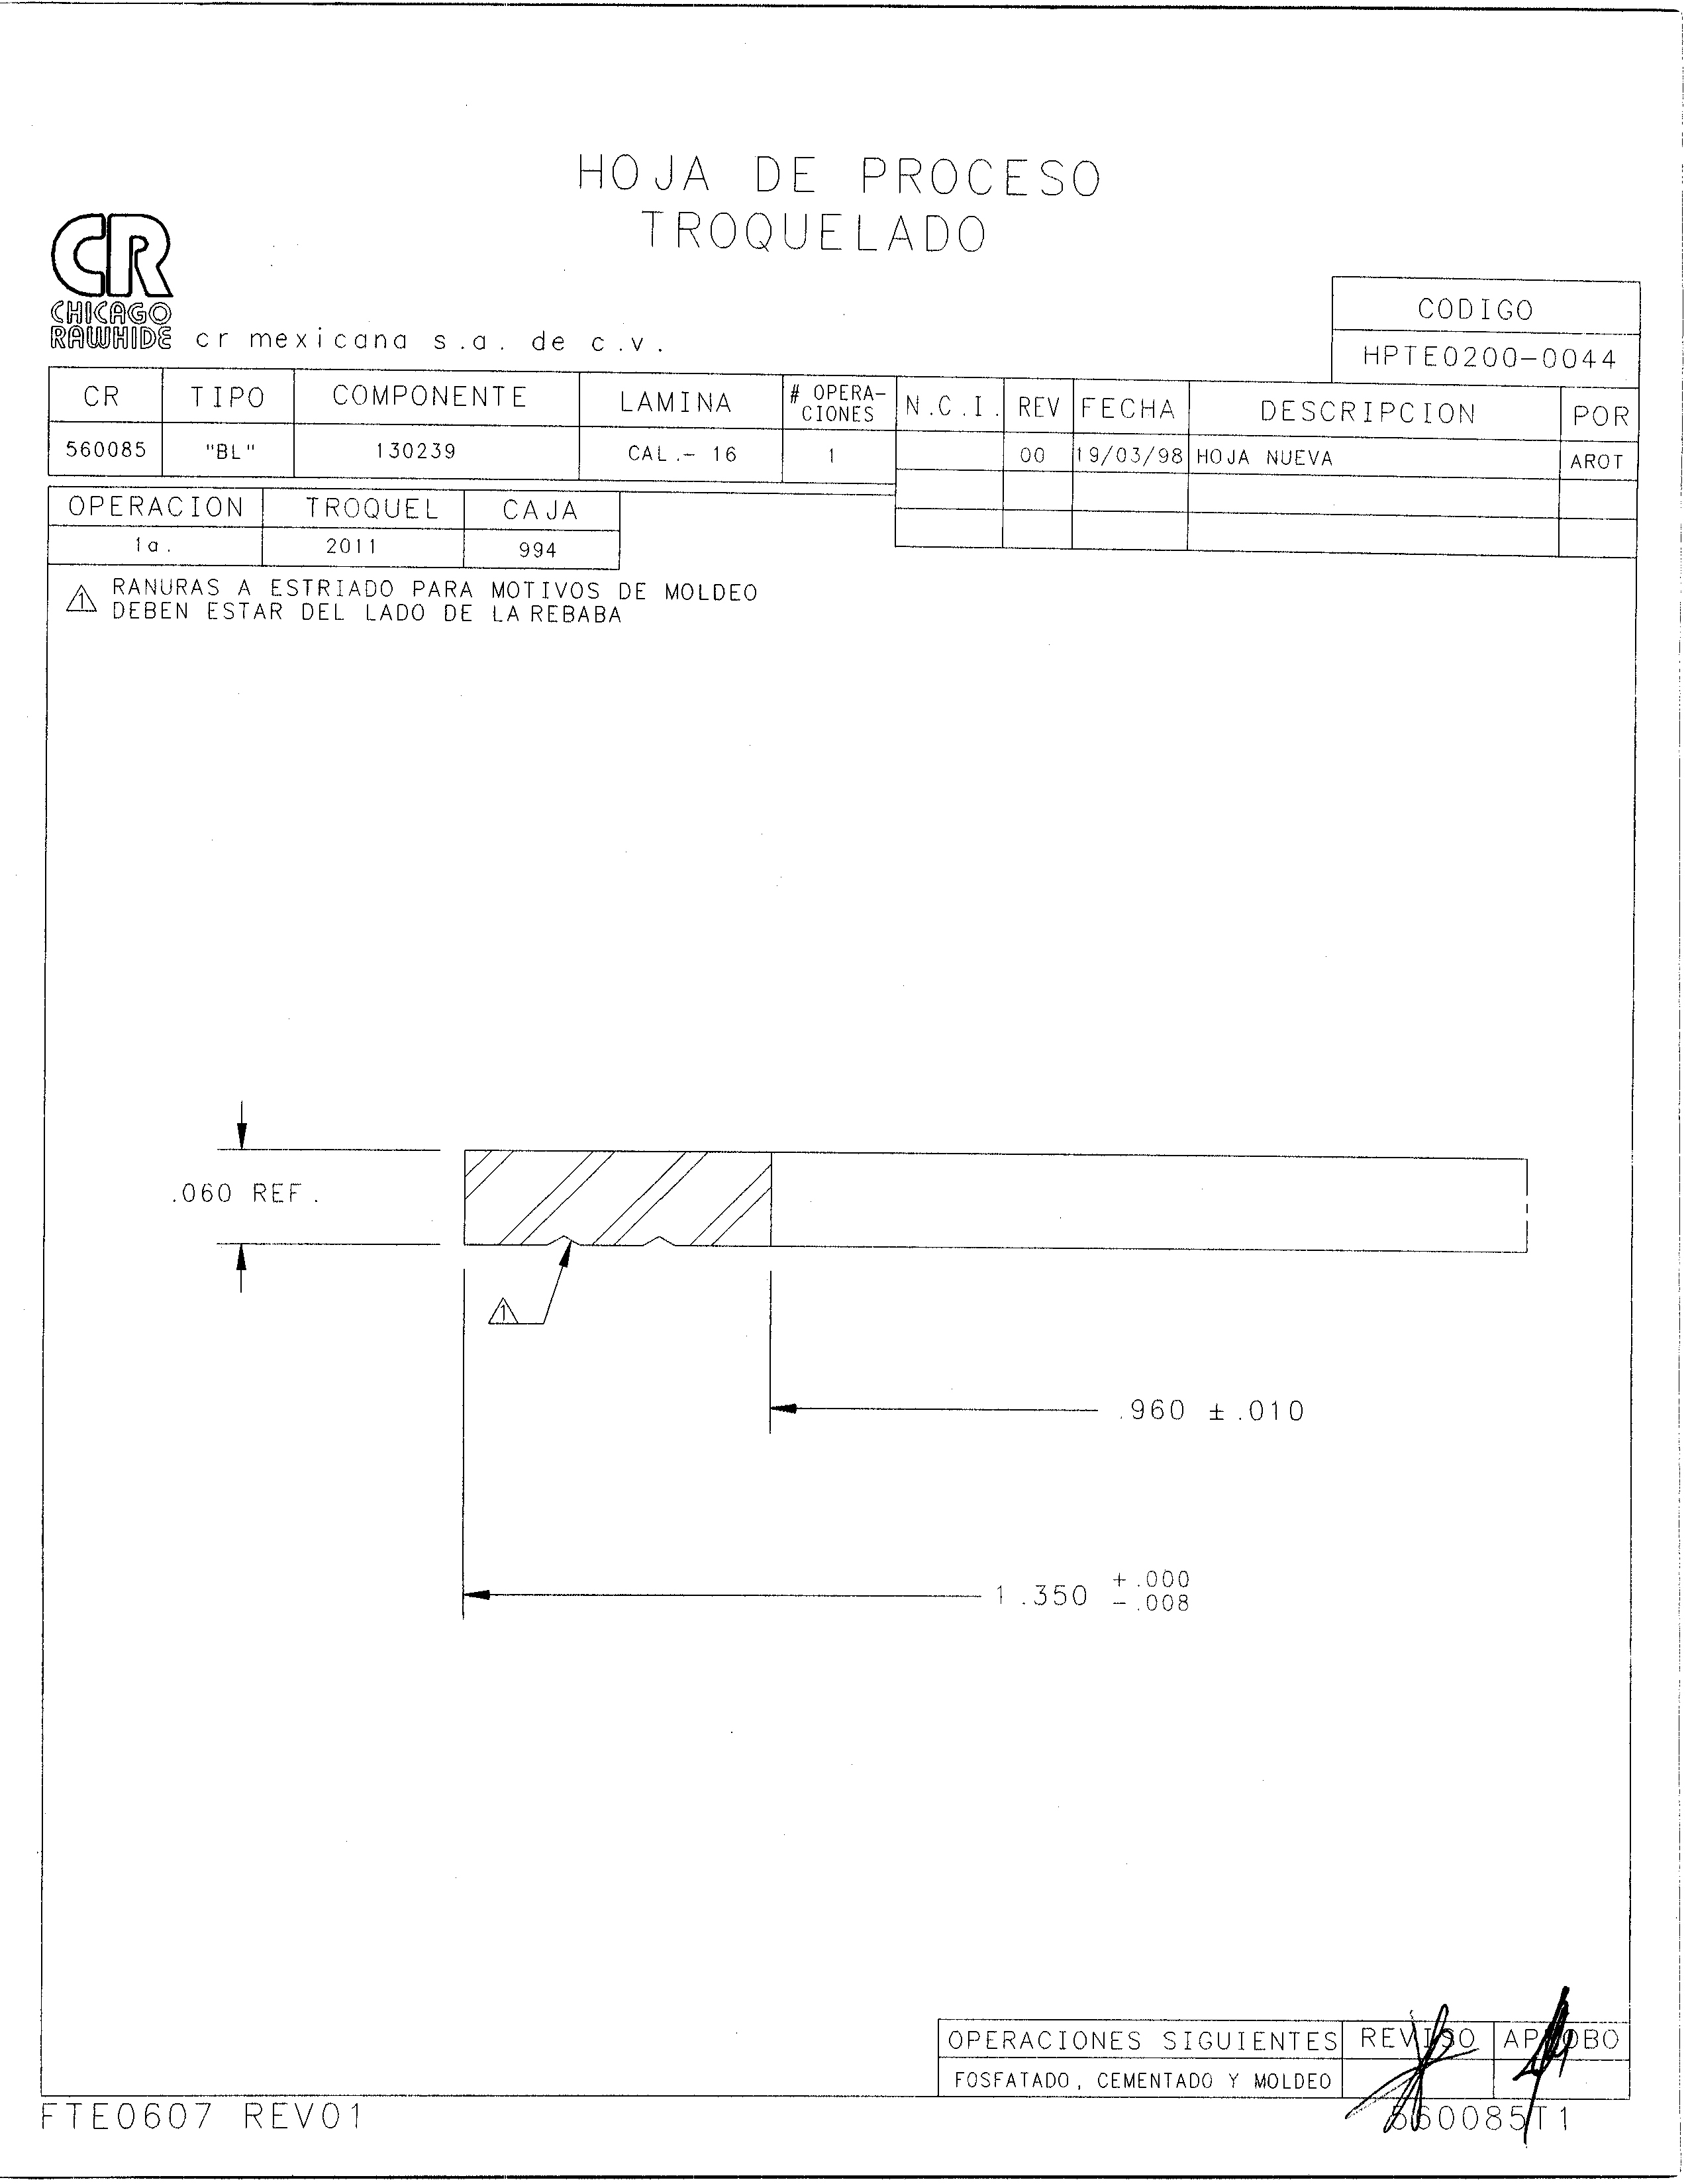 HOJA DE PROCESO
TROQUELADO
CR
CHICAGO
RAWHIDE cr mexicana s.a. de c.v.
CODIGO
HPTE0200-0044
CR TIPO COMPONENTE LAMINA # OPERA-CIONES N.C.I. REV FECHA DESCRIPCION POR
560085 "BL" 130239 CAL.- 16 1 00 19/03/98 HOJA NUEVA AROT
OPERACION TROQUEL CAJA
1a. 2011 994
1 RANURAS A ESTRIADO PARA MOTIVOS DE MOLDEO
DEBEN ESTAR DEL LADO DE LA REBABA
.060 REF.
1
.960 ± .010
1.350 +.000
-.008
OPERACIONES SIGUIENTES REVISO APROBO
FOSFATADO, CEMENTADO Y MOLDEO
FTE0607 REV01
560085T1